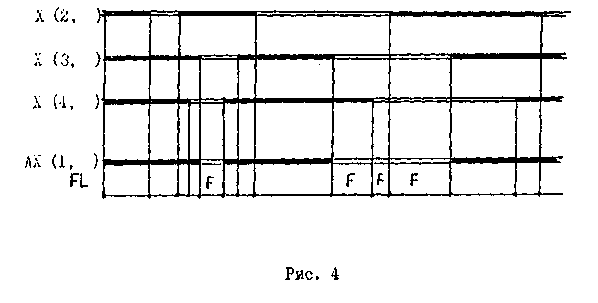 X (2, )
X (3, )
X (4, )
AX (1, )
FL F F F F
Рис. 4